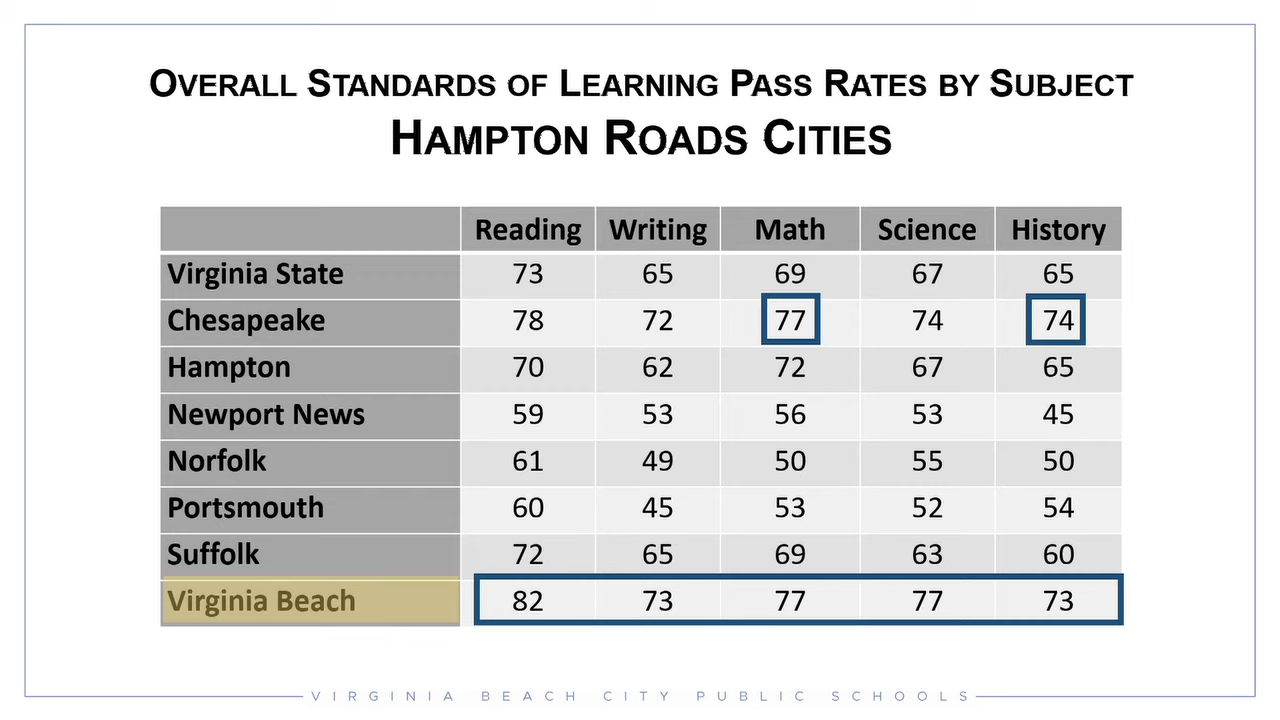 OVERALL STANDARDS OF LEARNING PASS RATES BY SUBJECT
HAMPTON ROADS CITIES
Reading Writing Math Science History
Virginia State 73 65 69 67 65
Chesapeake 78 72 77 74 74
Hampton 70 62 72 67 65
Newport News 59 53 56 53 45
Norfolk 61 49 50 55 50
Portsmouth 60 45 53 52 54
Suffolk 72 65 69 63 60
Virginia Beach 82 73 77 77 73
VIRGINIA BEACH CITY PUBLIC SCHOOLS